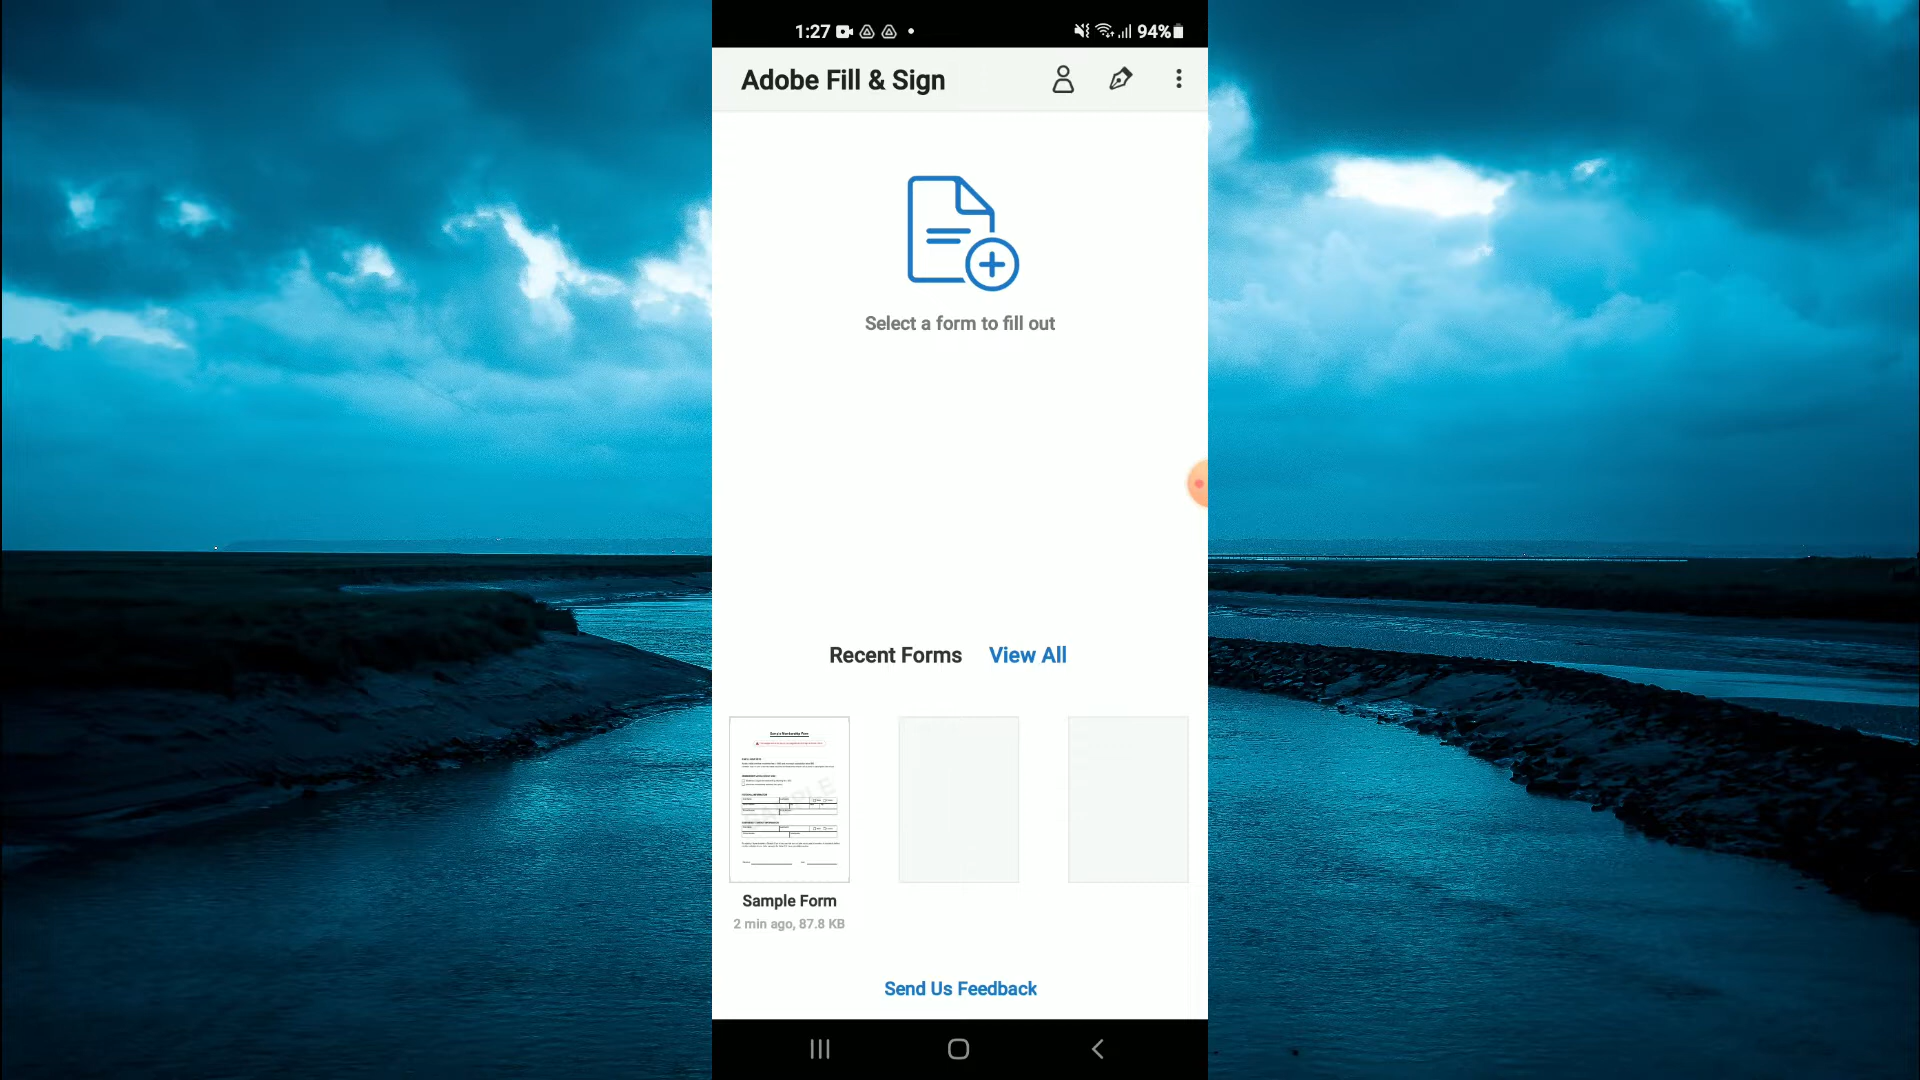 1:27 94%
Adobe Fill & Sign
Select a form to fill out
Recent Forms View All
SAMPLE
Sample Form
2 min ago, 87.8 KB
Send Us Feedback